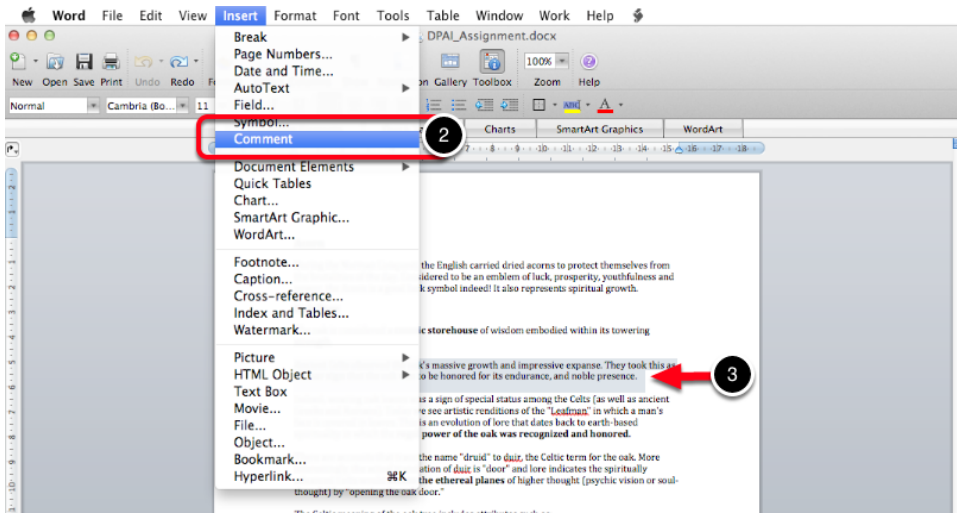 Word File Edit View Insert Format Font Tools Table Window Work Help
DPAI_Assignment.docx
100%
New Open Save Print Undo Redo Gallery Toolbox Zoom Help
Normal Cambria (Bo... 11
Charts SmartArt Graphics WordArt
Break
Page Numbers...
Date and Time...
AutoText
Field...
Symbol...
Comment
2
Document Elements
Quick Tables
Chart...
SmartArt Graphic...
WordArt...
Footnote...
Caption...
Cross-reference...
Index and Tables...
Watermark...
Picture
HTML Object
Text Box
Movie...
File...
Object...
Bookmark...
Hyperlink... ⌘K
the English carried dried acorns to protect themselves from
sidered to be an emblem of luck, prosperity, youthfulness and
k symbol indeed! It also represents spiritual growth.
ic storehouse of wisdom embodied within its towering
k's massive growth and impressive expanse. They took this as
to be honored for its endurance, and noble presence.
3
as a sign of special status among the Celts (as well as ancient
we see artistic renditions of the "Leafman" in which a man's
is an evolution of lore that dates back to earth-based
power of the oak was recognized and honored.
the name "druid" to duir, the Celtic term for the oak. More
ation of duir is "door" and lore indicates the spiritually
the ethereal planes of higher thought (psychic vision or soul-
thought) by "opening the oak door."